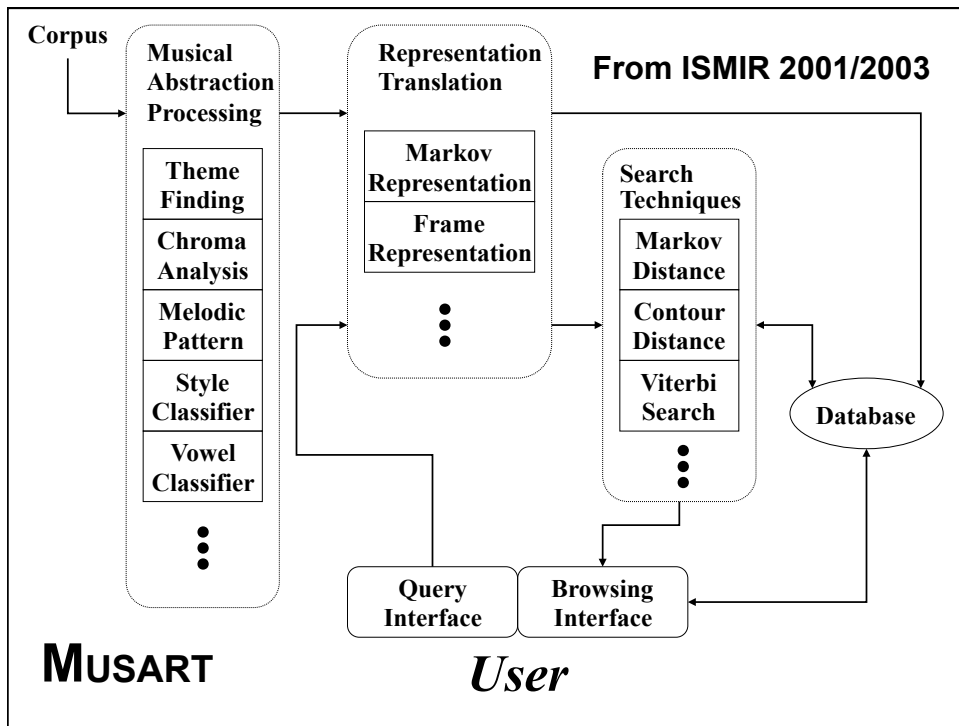 Corpus
Musical
Abstraction
Processing
Theme
Finding
Chroma
Analysis
Melodic
Pattern
Style
Classifier
Vowel
Classifier
Representation
Translation
Markov
Representation
Frame
Representation
From ISMIR 2001/2003
Search
Techniques
Markov
Distance
Contour
Distance
Viterbi
Search
Database
Query
Interface
Browsing
Interface
MUSART
User